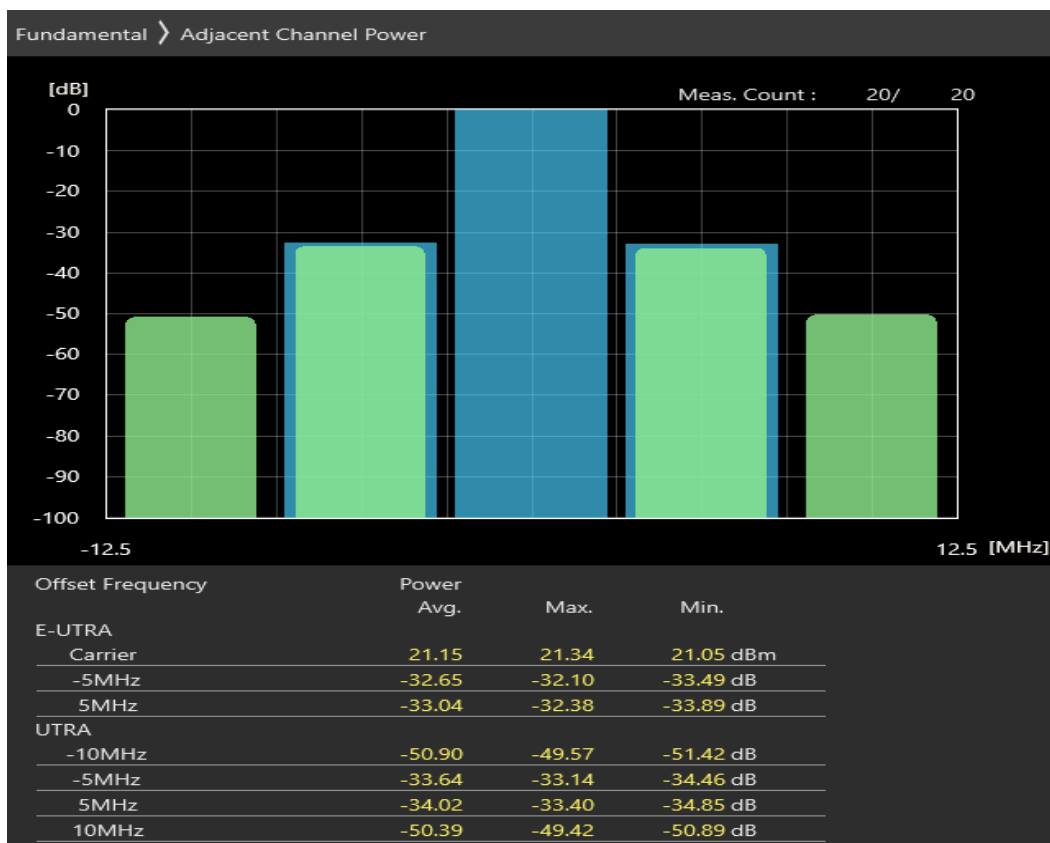 Fundamental ❯ Adjacent Channel Power
[dB]
Meas. Count : 20/ 20
0
-10
-20
-30
-40
-50
-60
-70
-80
-90
-100
-12.5 12.5 [MHz]
Offset Frequency Power
Avg. Max. Min.
E-UTRA
Carrier 21.15 21.34 21.05 dBm
-5MHz -32.65 -32.10 -33.49 dB
5MHz -33.04 -32.38 -33.89 dB
UTRA
-10MHz -50.90 -49.57 -51.42 dB
-5MHz -33.64 -33.14 -34.46 dB
5MHz -34.02 -33.40 -34.85 dB
10MHz -50.39 -49.42 -50.89 dB